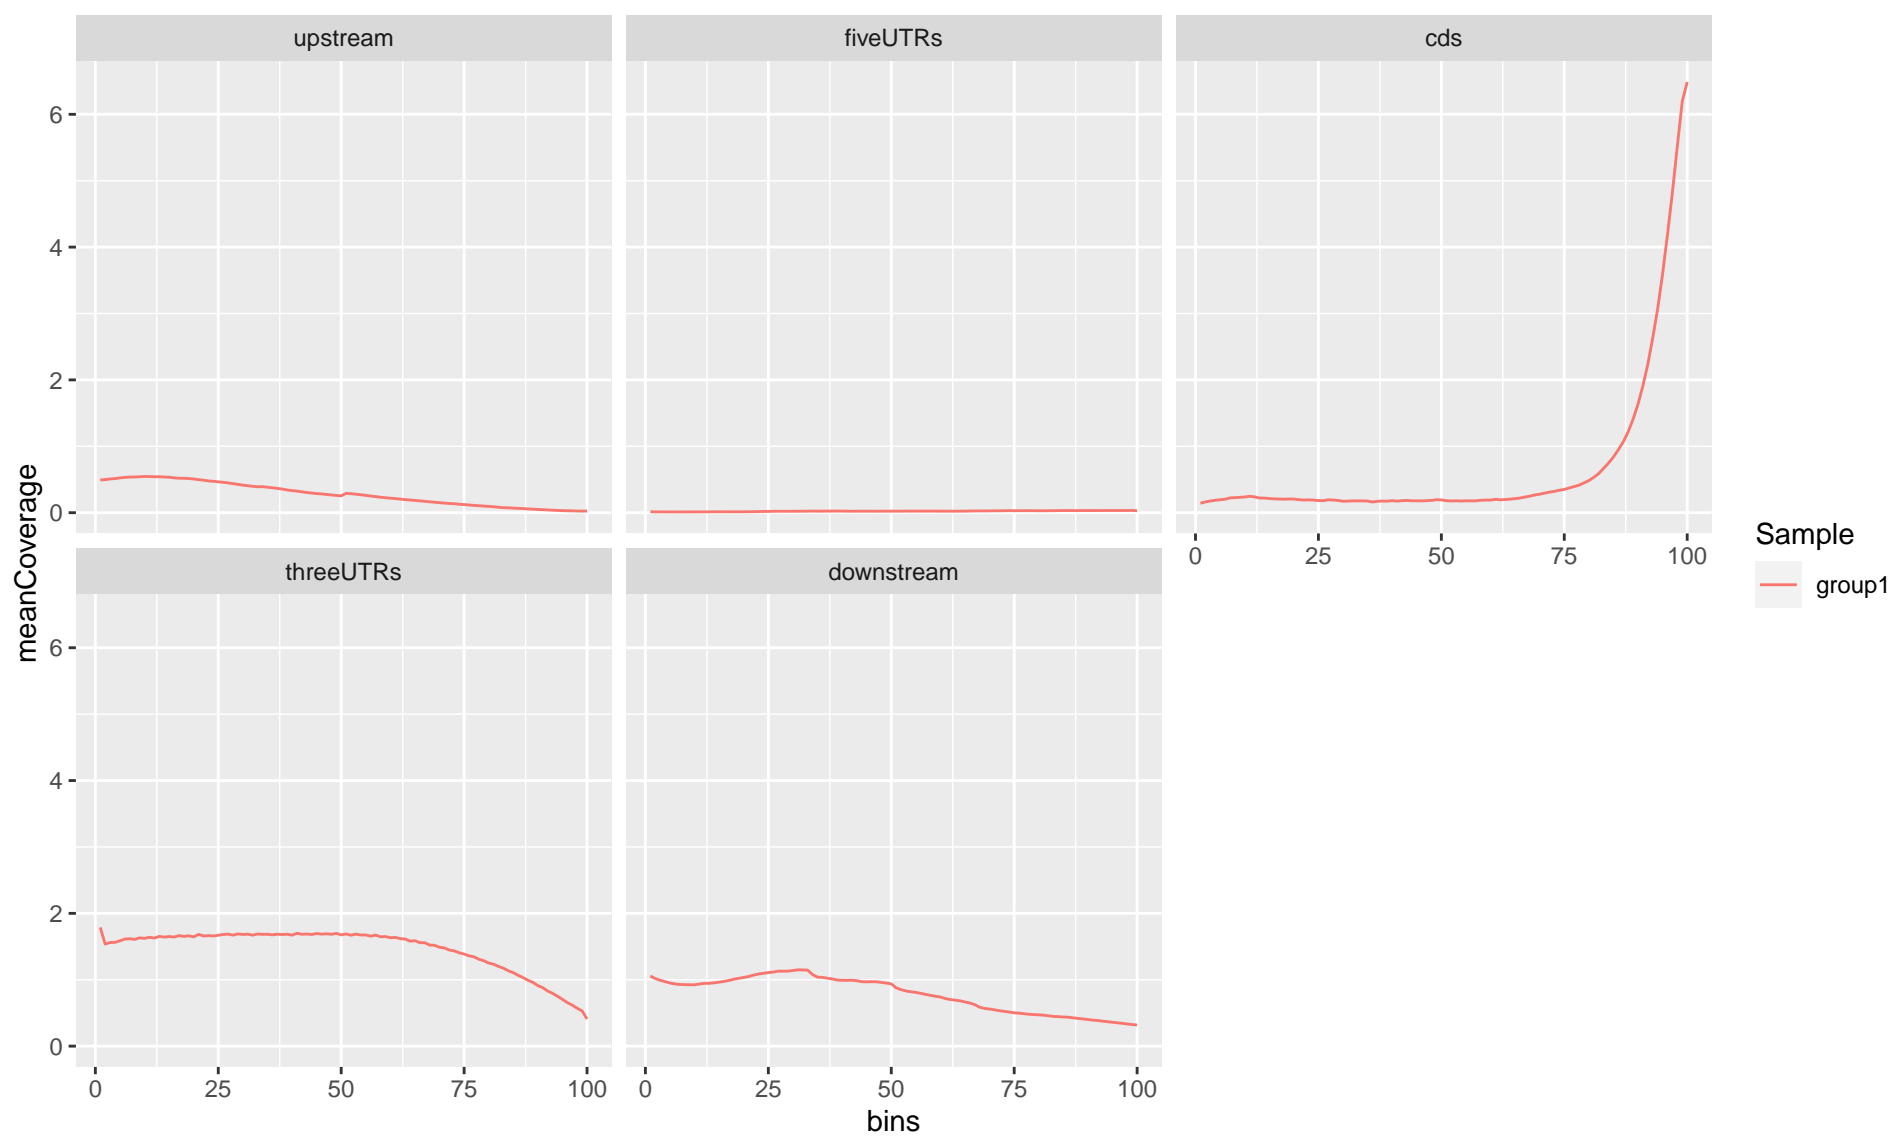 upstream
fiveUTRs
cds
6
4
2
0
0 25 50 75 100
threeUTRs
downstream
6
4
2
0
0 25 50 75 100
0 25 50 75 100
bins
meanCoverage
Sample
group1